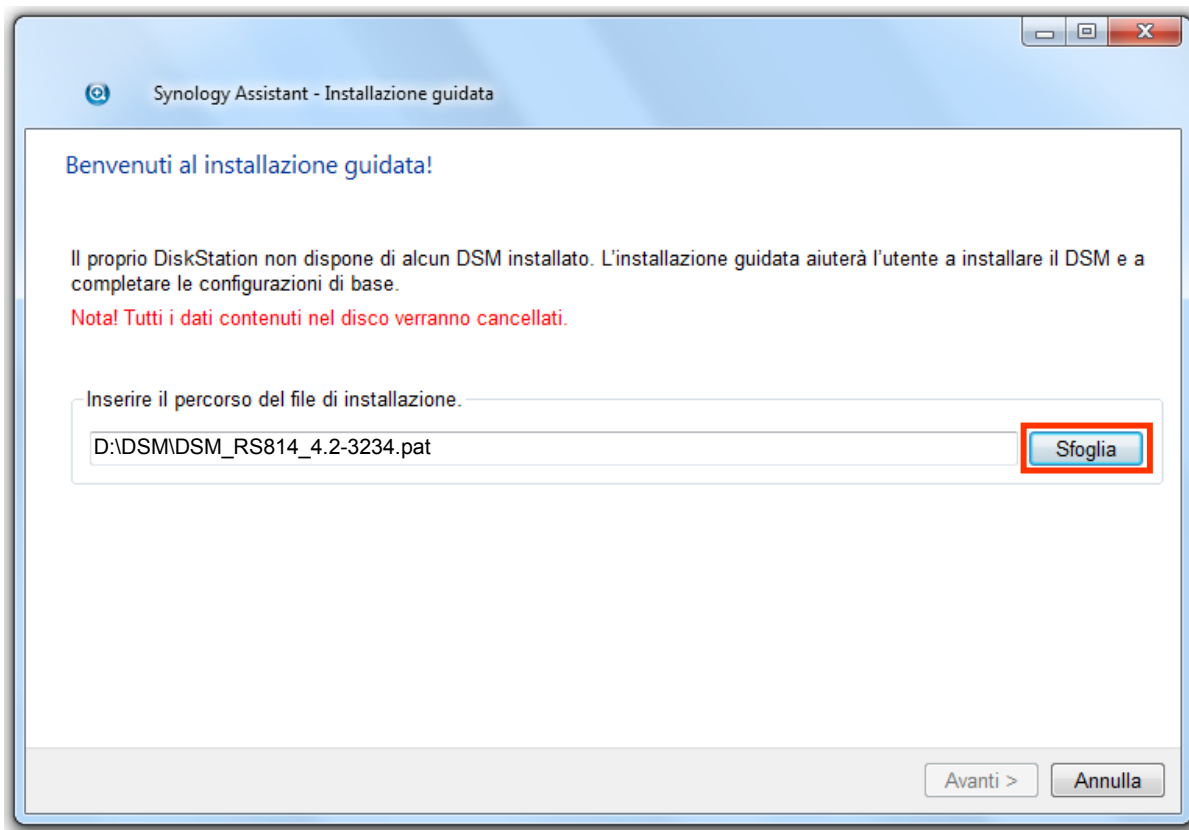 Synology Assistant - Installazione guidata
Benvenuti al installazione guidata!
Il proprio DiskStation non dispone di alcun DSM installato. L'installazione guidata aiuterà l'utente a installare il DSM e a
completare le configurazioni di base.
Nota! Tutti i dati contenuti nel disco verranno cancellati.
Inserire il percorso del file di installazione.
D:\DSM\DSM_RS814_4.2-3234.pat
Sfoglia
Avanti >
Annulla